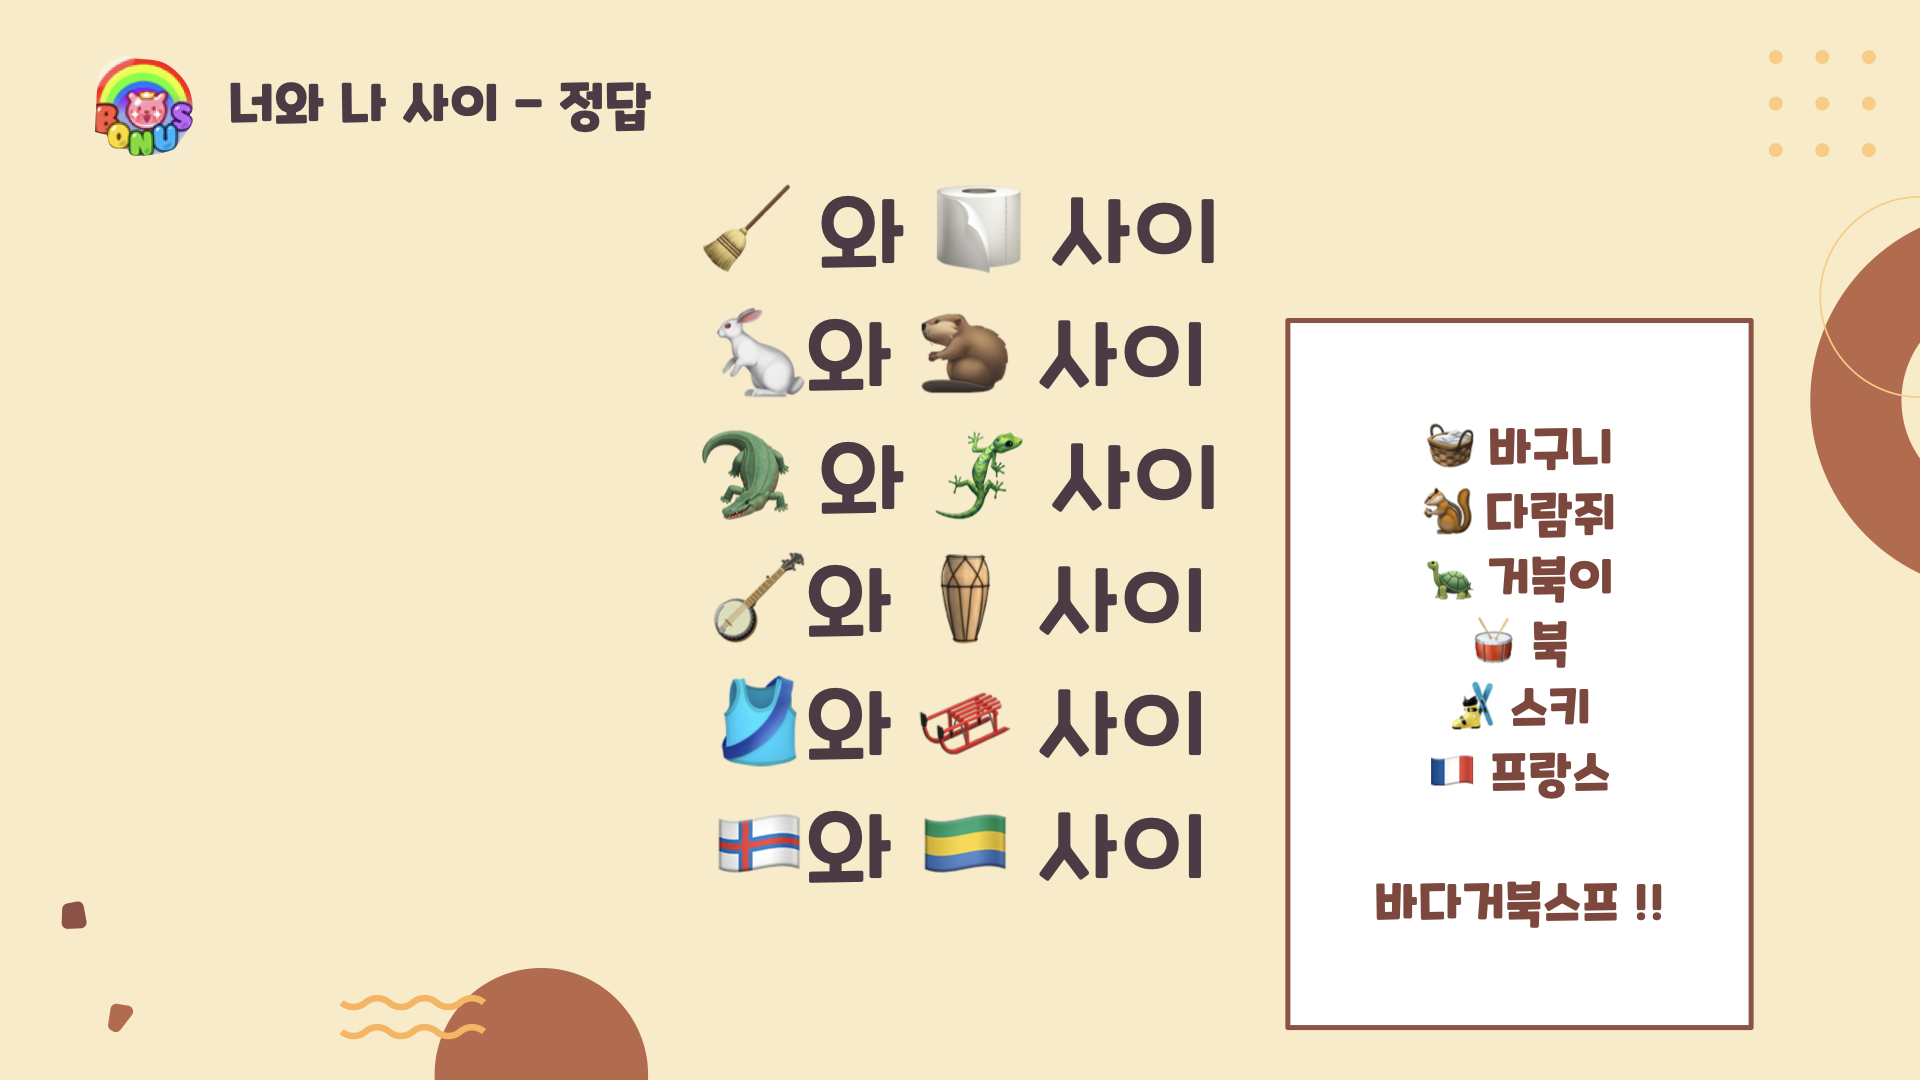 BONUS
너와 나 사이 - 정답
🧹 와 🧻 사이
🐇와 🦫 사이
🐊 와 🦎 사이
🪕와 🪘 사이
🎽와 🛷 사이
🇫🇴와 🇬🇦 사이
🧺 바구니
🐿️ 다람쥐
🐢 거북이
🥁 북
🎿 스키
🇫🇷 프랑스
바다거북스프 !!